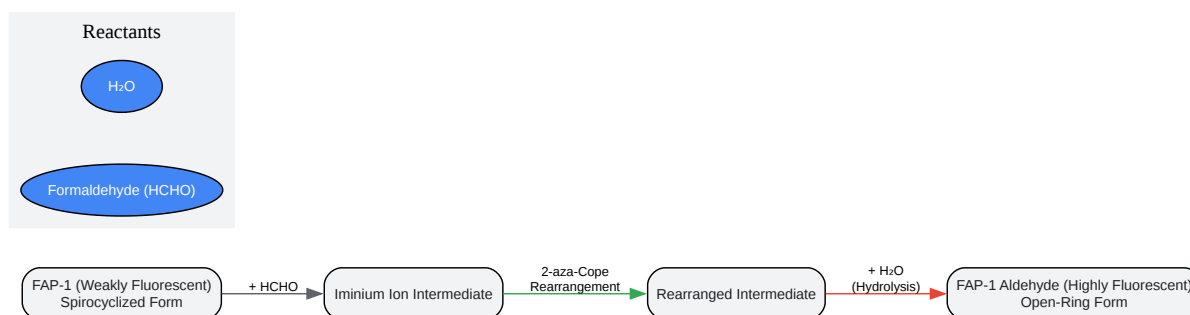 Reactants
H₂O
Formaldehyde (HCHO)
FAP-1 (Weakly Fluorescent)
Spirocyclized Form
+ HCHO
Iminium Ion Intermediate
2-aza-Cope
Rearrangement
Rearranged Intermediate
+ H₂O
(Hydrolysis)
FAP-1 Aldehyde (Highly Fluorescent)
Open-Ring Form